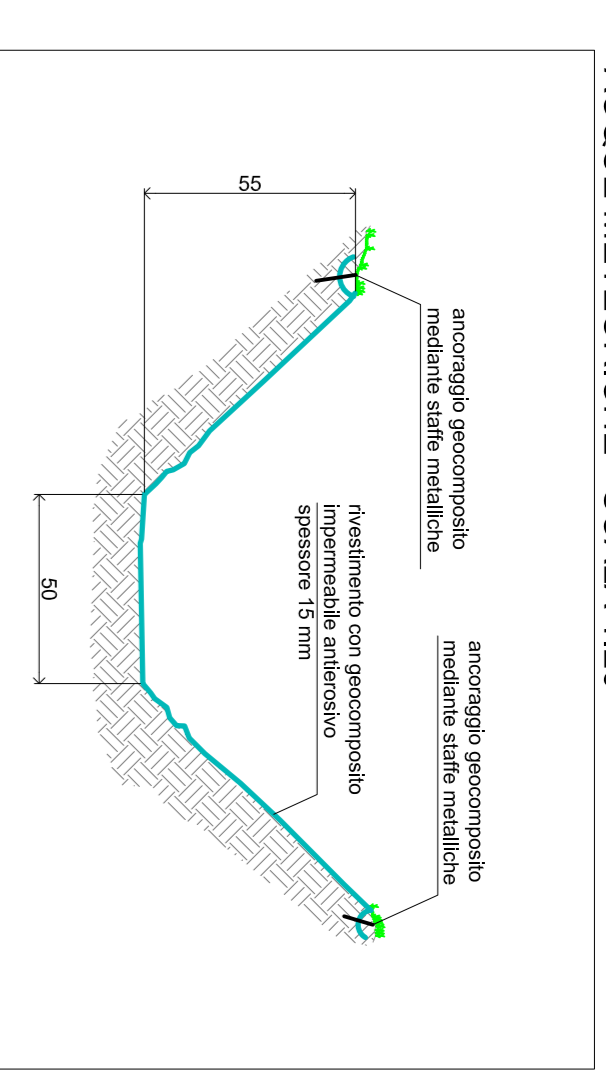 ancoraggio geocomposito
mediante staffe metalliche
ancoraggio geocomposito
mediante staffe metalliche
rivestimento con geocomposito
impermeabile antierosivo
spessore 15 mm
55
50